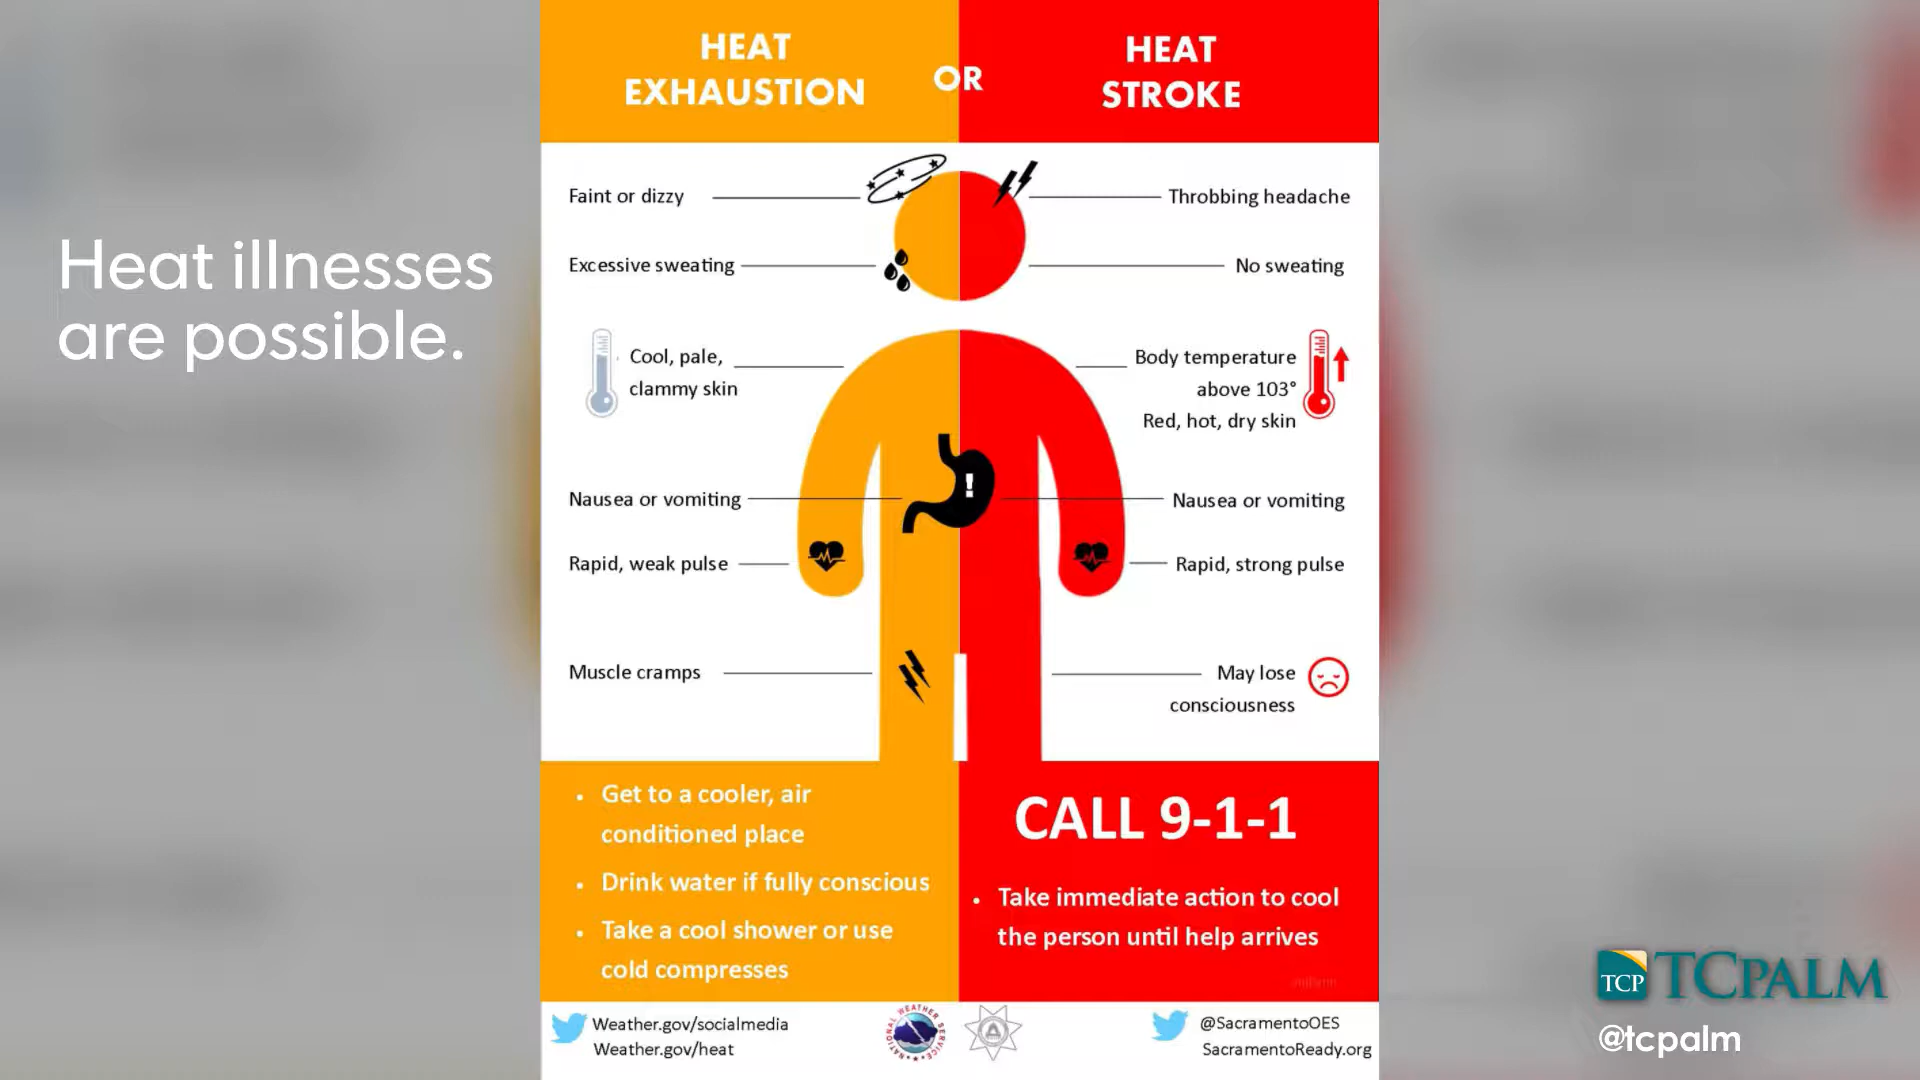 Heat illnesses
are possible.
HEAT
EXHAUSTION
OR
HEAT
STROKE
Faint or dizzy
Excessive sweating
Cool, pale,
clammy skin
Nausea or vomiting
Rapid, weak pulse
Muscle cramps
Throbbing headache
No sweating
Body temperature
above 103°
Red, hot, dry skin
Nausea or vomiting
Rapid, strong pulse
May lose
consciousness
!
• Get to a cooler, air
conditioned place
• Drink water if fully conscious
• Take a cool shower or use
cold compresses
CALL 9-1-1
• Take immediate action to cool
the person until help arrives
Weather.gov/socialmedia
Weather.gov/heat
NATIONAL WEATHER SERVICE
@SacramentoOES
SacramentoReady.org
TCP
TCPALM
@tcpalm